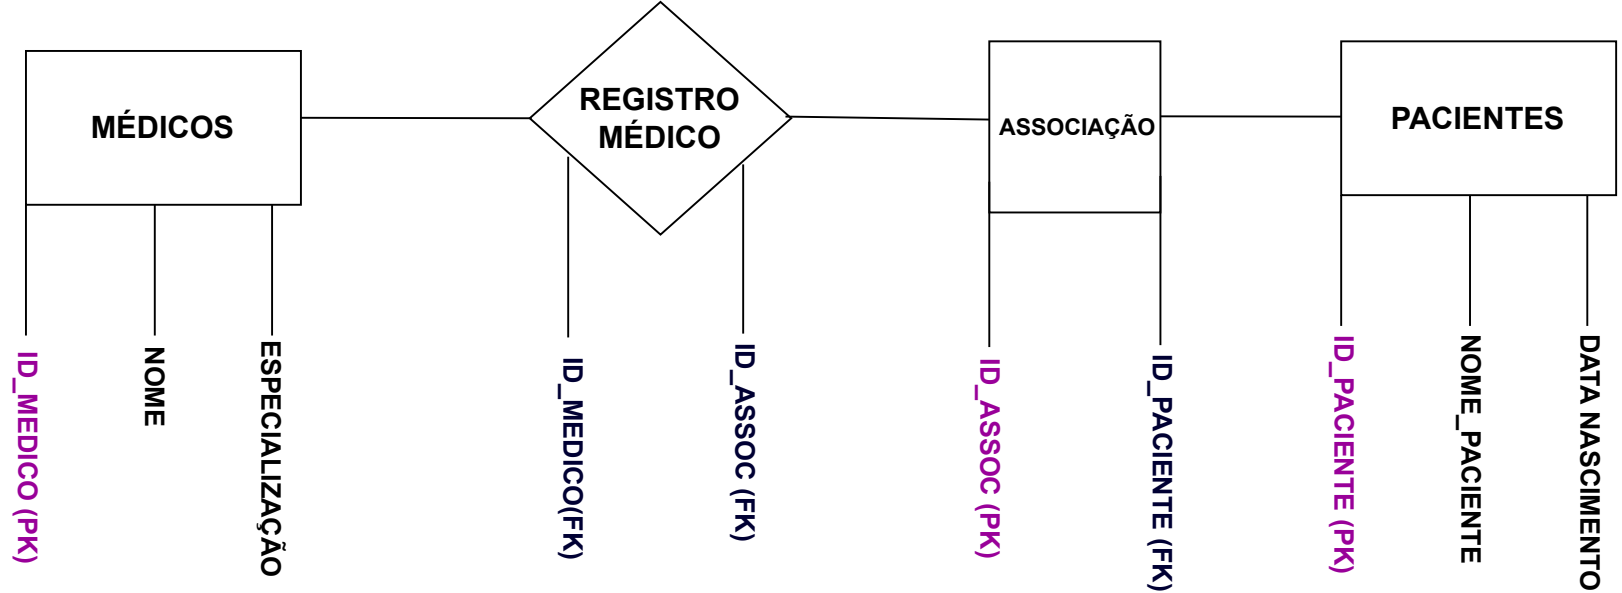 MÉDICOS
REGISTRO
MÉDICO
ASSOCIAÇÃO
PACIENTES
ID_MEDICO (PK)
NOME
ESPECIALIZAÇÃO
ID_MEDICO(FK)
ID_ASSOC (FK)
ID_ASSOC (PK)
ID_PACIENTE (FK)
ID_PACIENTE (PK)
NOME_PACIENTE
DATA NASCIMENTO